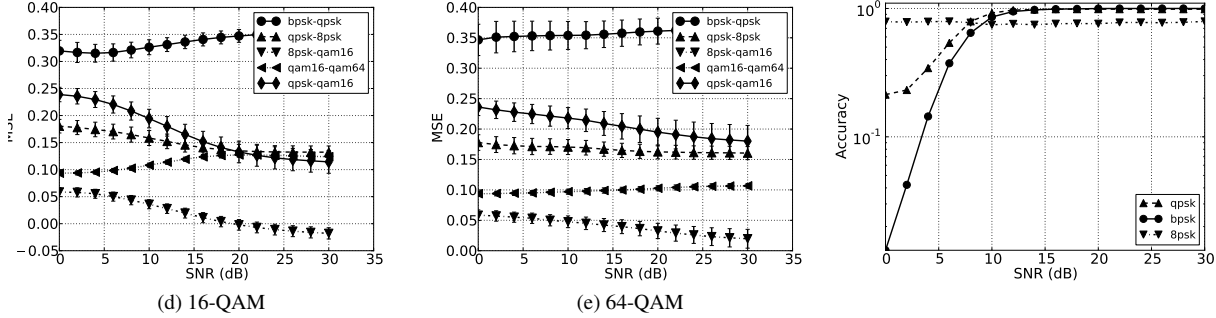 0.40
0.35
0.30
0.25
0.20
0.15
0.10
0.05
0.00
−0.05
0 5 10 15 20 25 30 35
SNR (dB)
bpsk-qpsk
qpsk-8psk
8psk-qam16
qam16-qam64
qpsk-qam16
(d) 16-QAM
MSE
0.40
0.35
0.30
0.25
0.20
0.15
0.10
0.05
0.00
0 5 10 15 20 25 30 35
SNR (dB)
bpsk-qpsk
qpsk-8psk
8psk-qam16
qam16-qam64
qpsk-qam16
(e) 64-QAM
Accuracy
10^0
10^-1
0 5 10 15 20 25 30
SNR (dB)
qpsk
bpsk
8psk